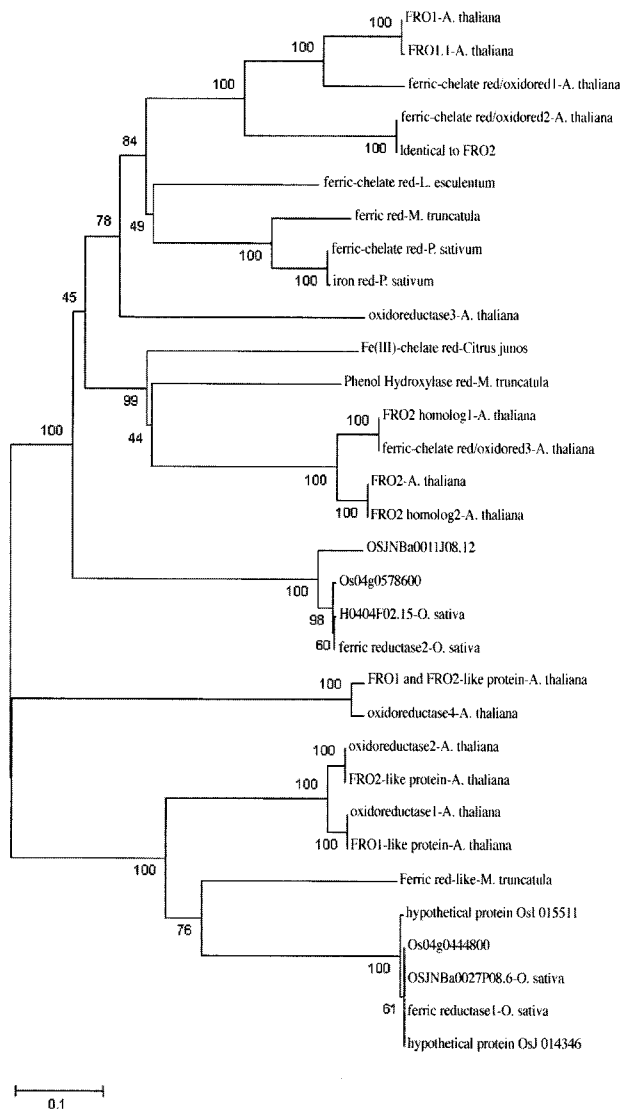 100
FRO1-A. thaliana
100
FRO1.1-A. thaliana
100
ferric-chelate red/oxidored1-A. thaliana
ferric-chelate red/oxidored2-A. thaliana
84
100
Identical to FRO2
ferric-chelate red-L. esculentum
78
49
ferric red-M. truncatula
ferric-chelate red-P. sativum
100
100
iron red-P. sativum
45
oxidoreductase3-A. thaliana
Fe(III)-chelate red-Citrus junos
Phenol Hydroxylase red-M. truncatula
99
100
FRO2 homolog1-A. thaliana
100
44
ferric-chelate red/oxidored3-A. thaliana
100
FRO2-A. thaliana
100
FRO2 homolog2-A. thaliana
OSJNBa0011J08.12
100
Os04g0578600
98
H0404F02.15-O. sativa
60
ferric reductase2-O. sativa
100
FRO1 and FRO2-like protein-A. thaliana
oxidoreductase4-A. thaliana
100
oxidoreductase2-A. thaliana
100
FRO2-like protein-A. thaliana
oxidoreductase1-A. thaliana
100
100
FRO1-like protein-A. thaliana
Ferric red-like-M. truncatula
76
hypothetical protein OsI 015511
Os04g0444800
100
OSJNBa0027P08.6-O. sativa
61
ferric reductase1-O. sativa
hypothetical protein OsJ 014346
0.1